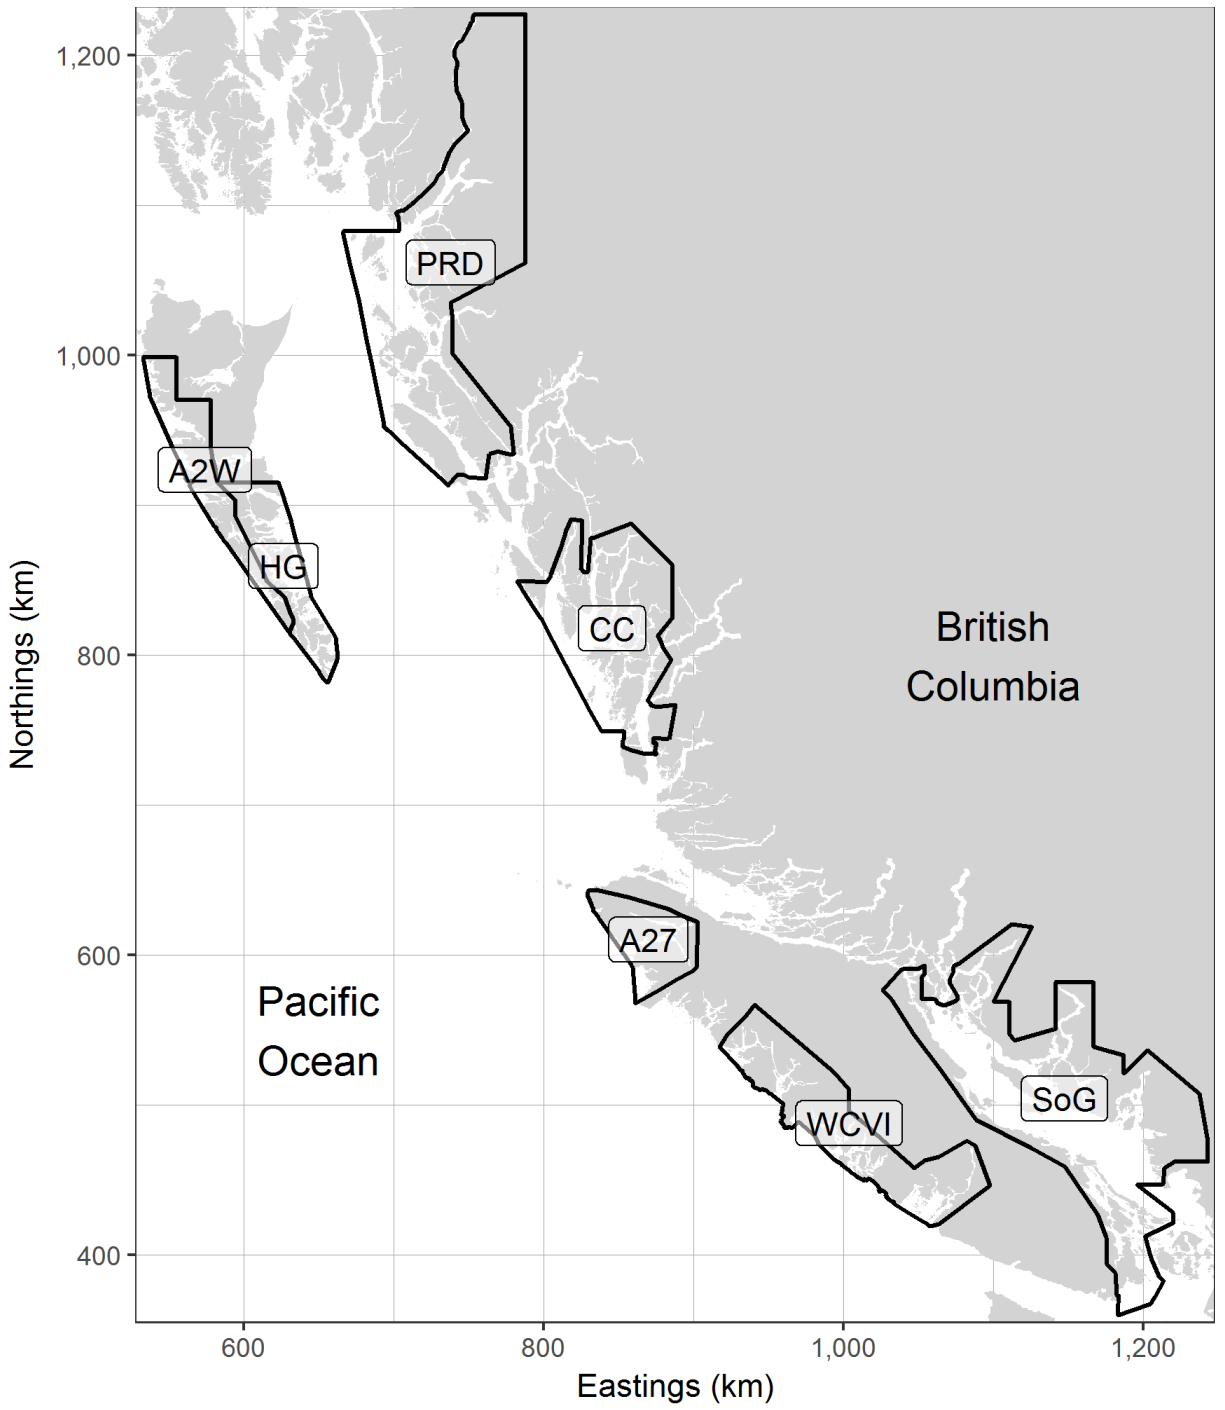 1,200
1,000
800
600
400
Northings (km)
PRD
A2W
HG
CC
British
Columbia
A27
Pacific
Ocean
SoG
WCVI
600
800
1,000
1,200
Eastings (km)